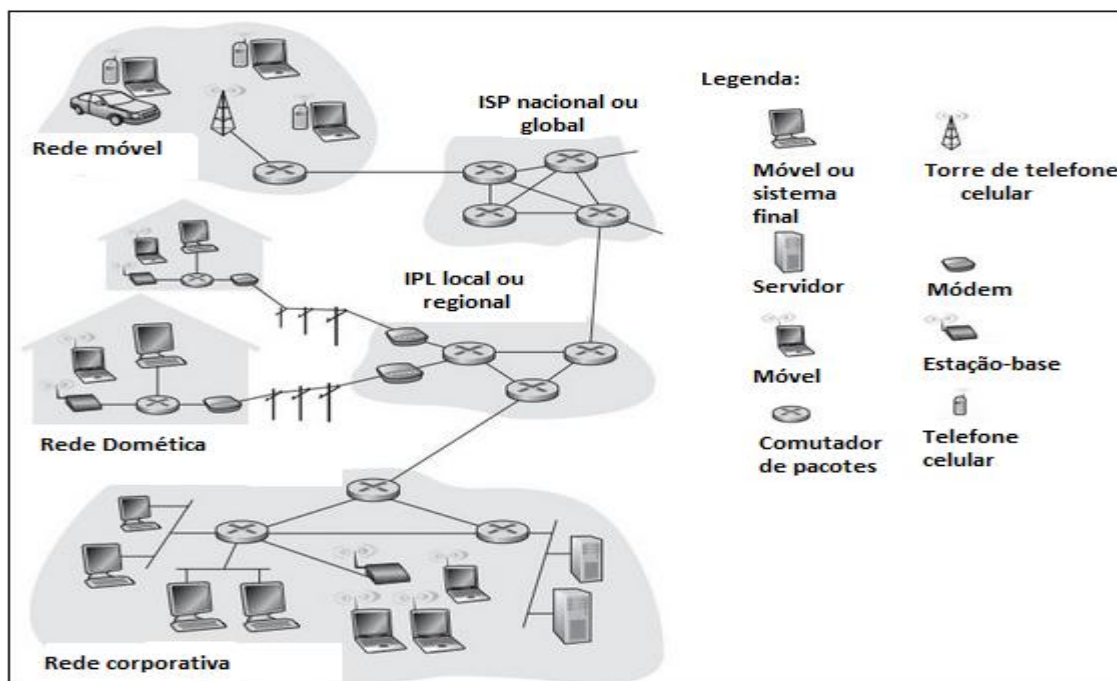 Rede móvel
ISP nacional ou
global
IPL local ou
regional
Rede Domética
Rede corporativa
Legenda:
Móvel ou
sistema
final
Torre de telefone
celular
Servidor
Módem
Móvel
Estação-base
Comutador
de pacotes
Telefone
celular